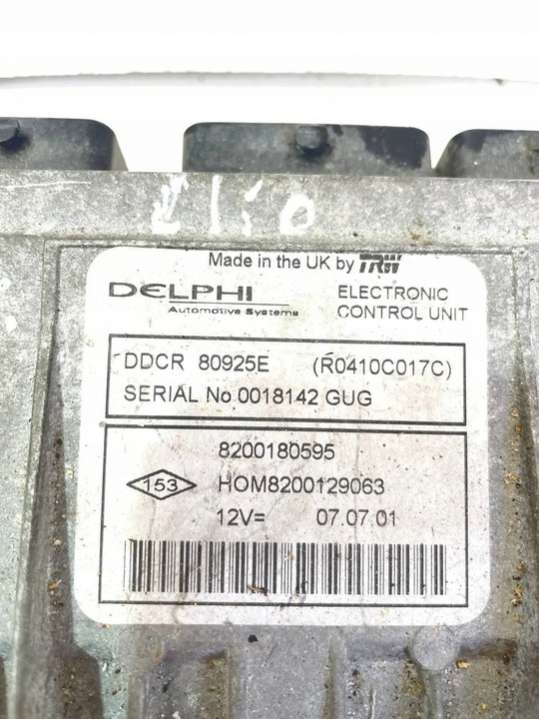 Clio
Made in the UK by TRW
DELPHI
Automotive Systems
ELECTRONIC
CONTROL UNIT
DDCR 80925E (R0410C017C)
SERIAL No 0018142 GUG
8200180595
153 HOM8200129063
12V= 07.07.01